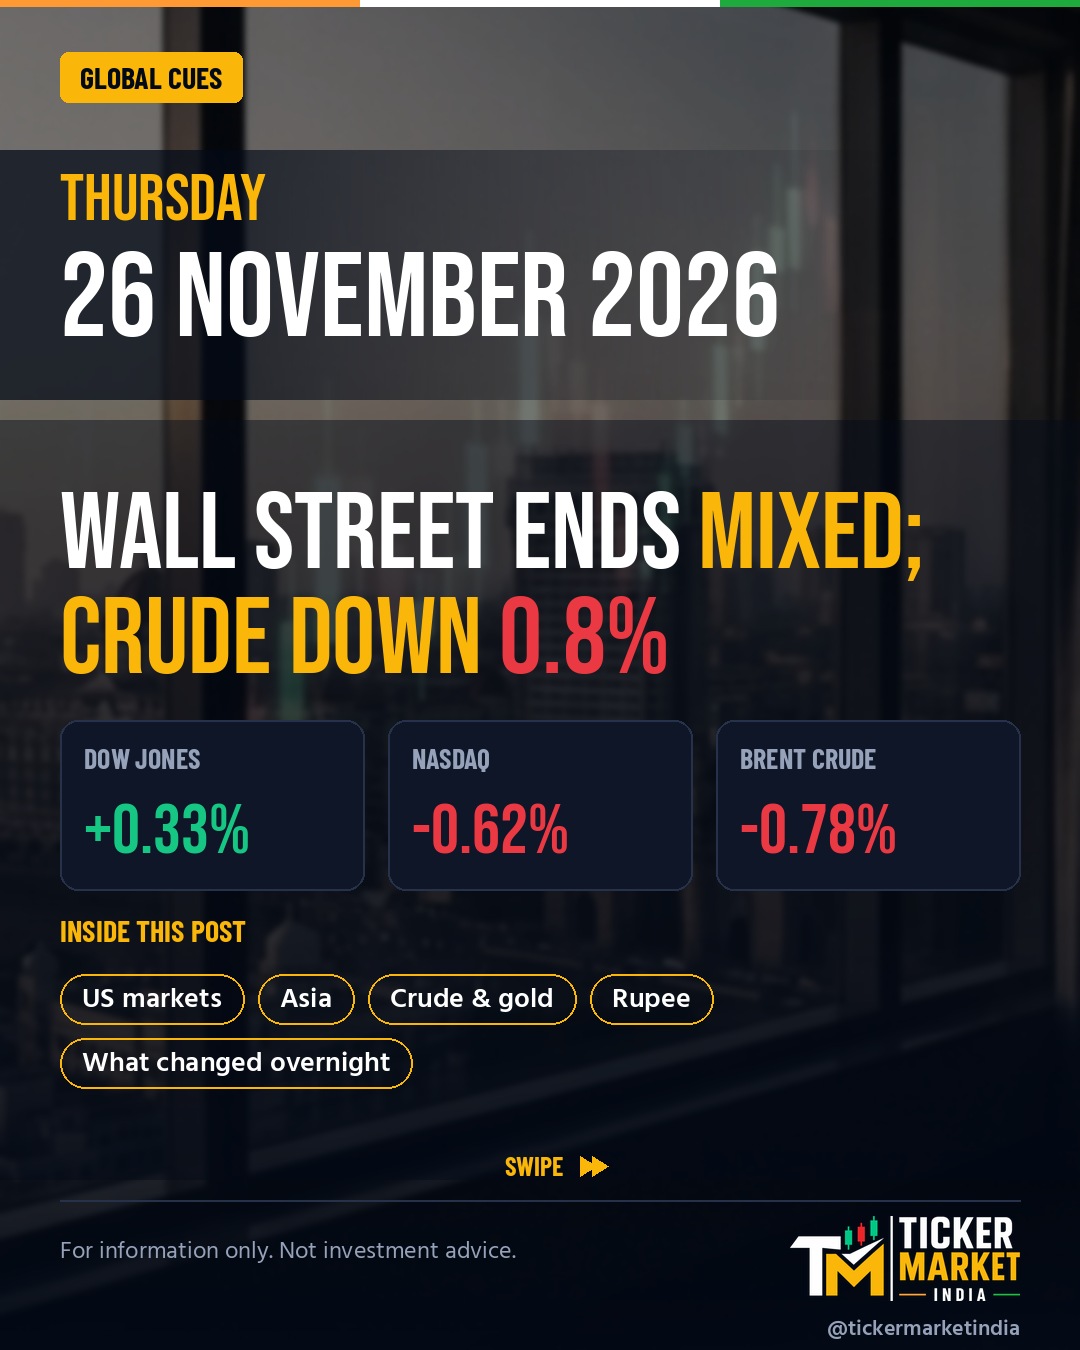 GLOBAL CUES
THURSDAY
26 NOVEMBER 2026
WALL STREET ENDS MIXED;
CRUDE DOWN 0.8%
DOW JONES
+0.33%
NASDAQ
-0.62%
BRENT CRUDE
-0.78%
INSIDE THIS POST
US markets
Asia
Crude & gold
Rupee
What changed overnight
SWIPE
For information only. Not investment advice.
TM
TICKER
MARKET
INDIA
@tickermarketindia